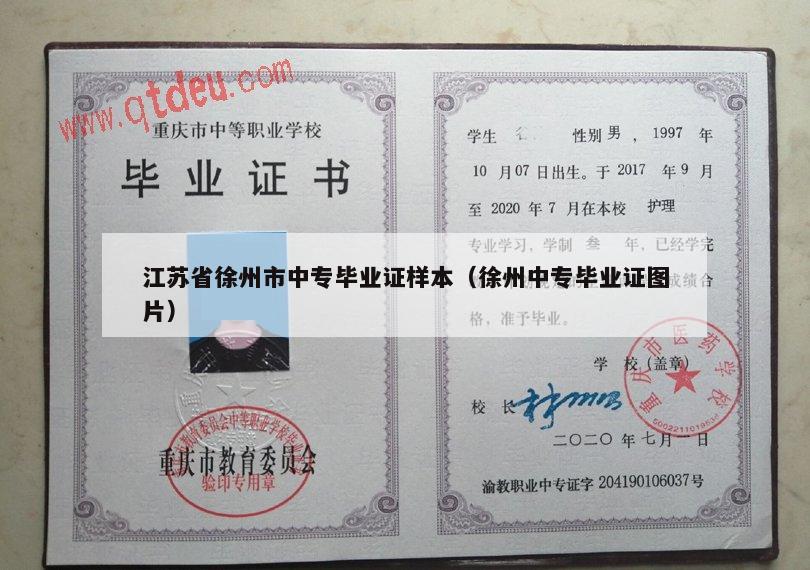 www.qtdeu.com
重庆市中等职业学校
毕业证书
江苏省徐州市中专毕业证样本（徐州中专毕业证图
片）
重庆市教育委员会
验印专用章
学生 性别 男 ，1997 年
10 月 07 日出生。于 2017 年 9 月
至 2020 年 7 月在本校 护理
专业学习，学制 叁 年，已经学完
成绩合
格，准予毕业。
学 校（盖章）
重庆市医药学校
校 长
二〇二〇 年 七 月 一 日
渝教职业中专证字 204190106037号